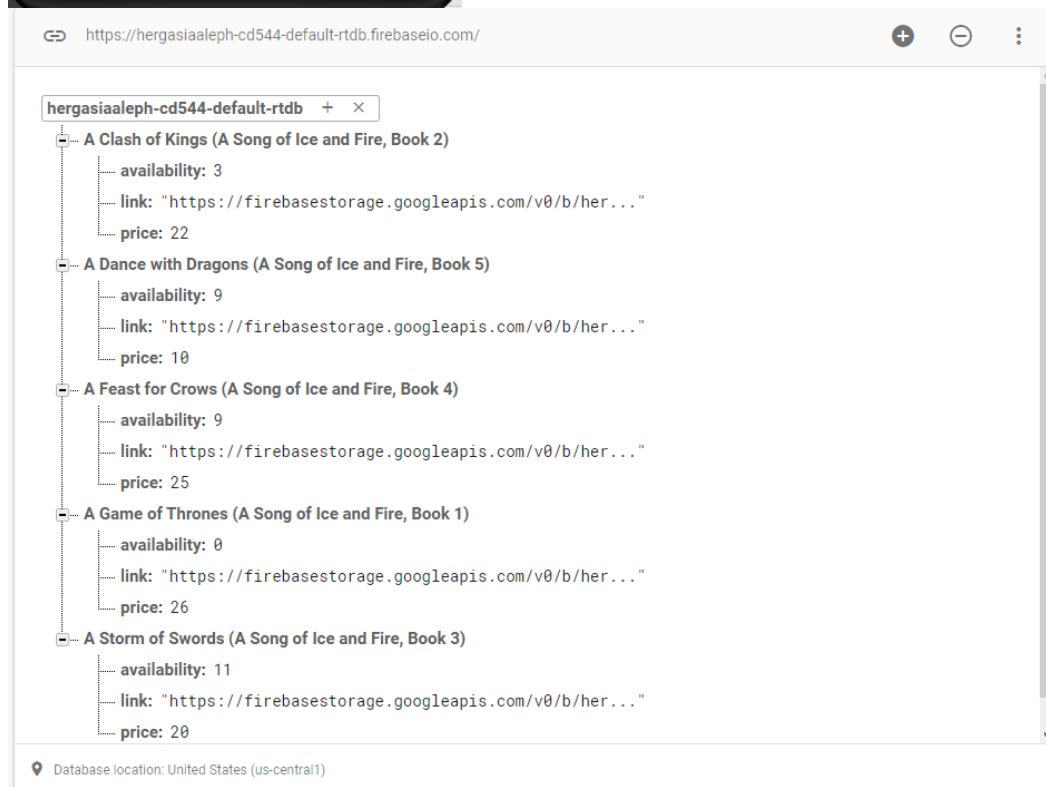 https://hergasiaaleph-cd544-default-rtdb.firebaseio.com/
hergasiaaleph-cd544-default-rtdb + ×
A Clash of Kings (A Song of Ice and Fire, Book 2)
availability: 3
link: "https://firebasestorage.googleapis.com/v0/b/her..."
price: 22
A Dance with Dragons (A Song of Ice and Fire, Book 5)
availability: 9
link: "https://firebasestorage.googleapis.com/v0/b/her..."
price: 10
A Feast for Crows (A Song of Ice and Fire, Book 4)
availability: 9
link: "https://firebasestorage.googleapis.com/v0/b/her..."
price: 25
A Game of Thrones (A Song of Ice and Fire, Book 1)
availability: 0
link: "https://firebasestorage.googleapis.com/v0/b/her..."
price: 26
A Storm of Swords (A Song of Ice and Fire, Book 3)
availability: 11
link: "https://firebasestorage.googleapis.com/v0/b/her..."
price: 20
Database location: United States (us-central1)